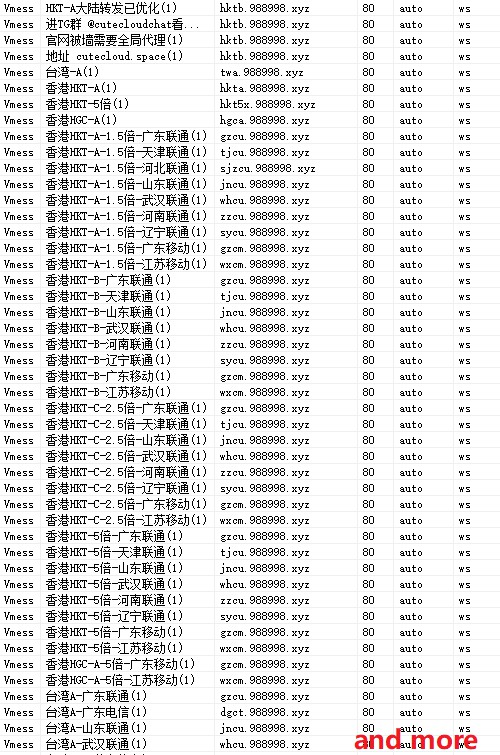 Vmess HKT-A大陆转发已优化(1) hktb.988998.xyz 80 auto ws
Vmess 进TG群 @cutecloudchat看... hktb.988998.xyz 80 auto ws
Vmess 官网被墙需要全局代理(1) hktb.988998.xyz 80 auto ws
Vmess 地址 cutecloud.space(1) hktb.988998.xyz 80 auto ws
Vmess 台湾-A(1) twa.988998.xyz 80 auto ws
Vmess 香港HKT-A(1) hkta.988998.xyz 80 auto ws
Vmess 香港HKT-5倍(1) hkt5x.988998.xyz 80 auto ws
Vmess 香港HGC-A(1) hgca.988998.xyz 80 auto ws
Vmess 香港HKT-A-1.5倍-广东联通(1) gzcu.988998.xyz 80 auto ws
Vmess 香港HKT-A-1.5倍-天津联通(1) tjcu.988998.xyz 80 auto ws
Vmess 香港HKT-A-1.5倍-河北联通(1) sjzcu.988998.xyz 80 auto ws
Vmess 香港HKT-A-1.5倍-山东联通(1) jncu.988998.xyz 80 auto ws
Vmess 香港HKT-A-1.5倍-武汉联通(1) whcu.988998.xyz 80 auto ws
Vmess 香港HKT-A-1.5倍-河南联通(1) zzcu.988998.xyz 80 auto ws
Vmess 香港HKT-A-1.5倍-辽宁联通(1) sycu.988998.xyz 80 auto ws
Vmess 香港HKT-A-1.5倍-广东移动(1) gzcm.988998.xyz 80 auto ws
Vmess 香港HKT-A-1.5倍-江苏移动(1) wxcm.988998.xyz 80 auto ws
Vmess 香港HKT-B-广东联通(1) gzcu.988998.xyz 80 auto ws
Vmess 香港HKT-B-天津联通(1) tjcu.988998.xyz 80 auto ws
Vmess 香港HKT-B-山东联通(1) jncu.988998.xyz 80 auto ws
Vmess 香港HKT-B-武汉联通(1) whcu.988998.xyz 80 auto ws
Vmess 香港HKT-B-河南联通(1) zzcu.988998.xyz 80 auto ws
Vmess 香港HKT-B-辽宁联通(1) sycu.988998.xyz 80 auto ws
Vmess 香港HKT-B-广东移动(1) gzcm.988998.xyz 80 auto ws
Vmess 香港HKT-B-江苏移动(1) wxcm.988998.xyz 80 auto ws
Vmess 香港HKT-C-2.5倍-广东联通(1) gzcu.988998.xyz 80 auto ws
Vmess 香港HKT-C-2.5倍-天津联通(1) tjcu.988998.xyz 80 auto ws
Vmess 香港HKT-C-2.5倍-山东联通(1) jncu.988998.xyz 80 auto ws
Vmess 香港HKT-C-2.5倍-武汉联通(1) whcu.988998.xyz 80 auto ws
Vmess 香港HKT-C-2.5倍-河南联通(1) zzcu.988998.xyz 80 auto ws
Vmess 香港HKT-C-2.5倍-辽宁联通(1) sycu.988998.xyz 80 auto ws
Vmess 香港HKT-C-2.5倍-广东移动(1) gzcm.988998.xyz 80 auto ws
Vmess 香港HKT-C-2.5倍-江苏移动(1) wxcm.988998.xyz 80 auto ws
Vmess 香港HKT-5倍-广东联通(1) gzcu.988998.xyz 80 auto ws
Vmess 香港HKT-5倍-天津联通(1) tjcu.988998.xyz 80 auto ws
Vmess 香港HKT-5倍-山东联通(1) jncu.988998.xyz 80 auto ws
Vmess 香港HKT-5倍-武汉联通(1) whcu.988998.xyz 80 auto ws
Vmess 香港HKT-5倍-河南联通(1) zzcu.988998.xyz 80 auto ws
Vmess 香港HKT-5倍-辽宁联通(1) sycu.988998.xyz 80 auto ws
Vmess 香港HKT-5倍-广东移动(1) gzcm.988998.xyz 80 auto ws
Vmess 香港HKT-5倍-江苏移动(1) wxcm.988998.xyz 80 auto ws
Vmess 香港HGC-A-5倍-广东移动(1) gzcm.988998.xyz 80 auto ws
Vmess 香港HGC-A-5倍-江苏移动(1) wxcm.988998.xyz 80 auto ws
Vmess 台湾A-广东联通(1) gzcu.988998.xyz 80 auto ws
Vmess 台湾A-广东电信(1) dgct.988998.xyz 80 auto ws
Vmess 台湾A-山东联通(1) jncu.988998.xyz 80 auto ws
Vmess 台湾A-武汉联通(1) whcu.988998.xyz 80 auto ws
and more